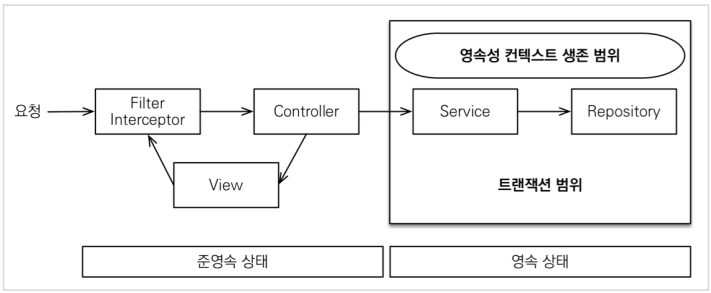 영속성 컨텍스트 생존 범위
요청
Filter
Interceptor
Controller
Service
Repository
View
트랜잭션 범위
준영속 상태
영속 상태